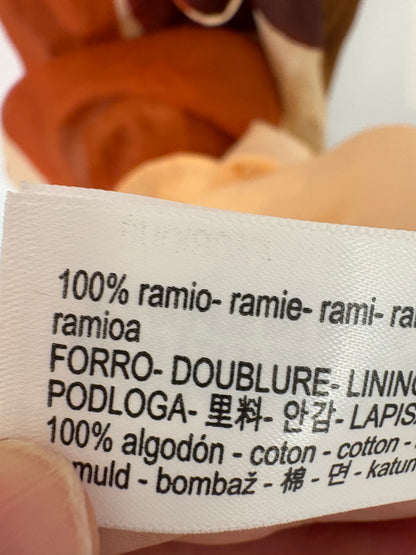 100% ramio- ramie- rami-
ramioa
FORRO- DOUBLURE- LINING
PODLOGA- 里料- 안감- LAPIS
100% algodón - coton - cotton -
muld - bombaž - 棉 - 면 - katun